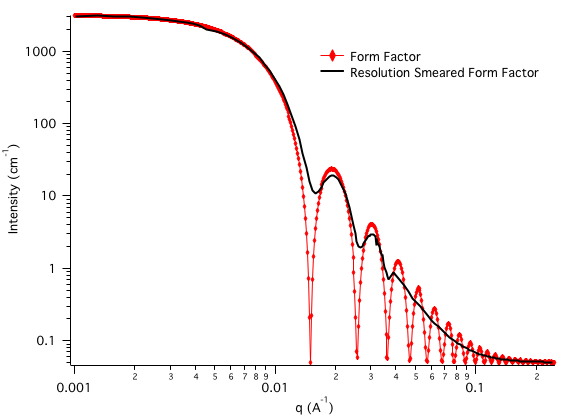 1000
100
10
1
0.1
Intensity (cm-1)
Form Factor
Resolution Smeared Form Factor
0.001 2 3 4 5 6 7 8 9 0.01 2 3 4 5 6 7 8 9 0.1 2
q (A-1)